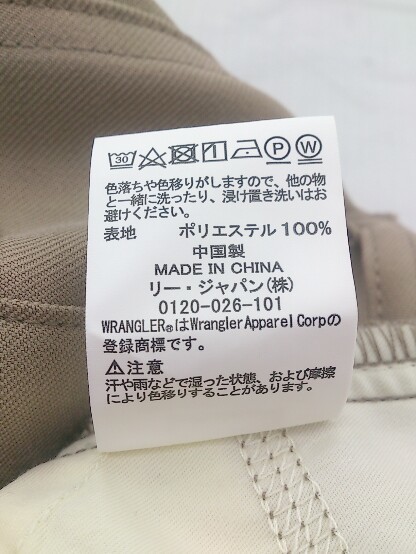 30 P W
色落ちや色移りがしますので、他の物
と一緒に洗ったり、浸け置き洗いはお
避けください。
表地 ポリエステル 100%
中国製
MADE IN CHINA
リー・ジャパン(株)
0120-026-101
WRANGLER®はWrangler Apparel Corpの
登録商標です。
⚠注意
汗や雨などで湿った状態、および摩擦
により色移りすることがあります。